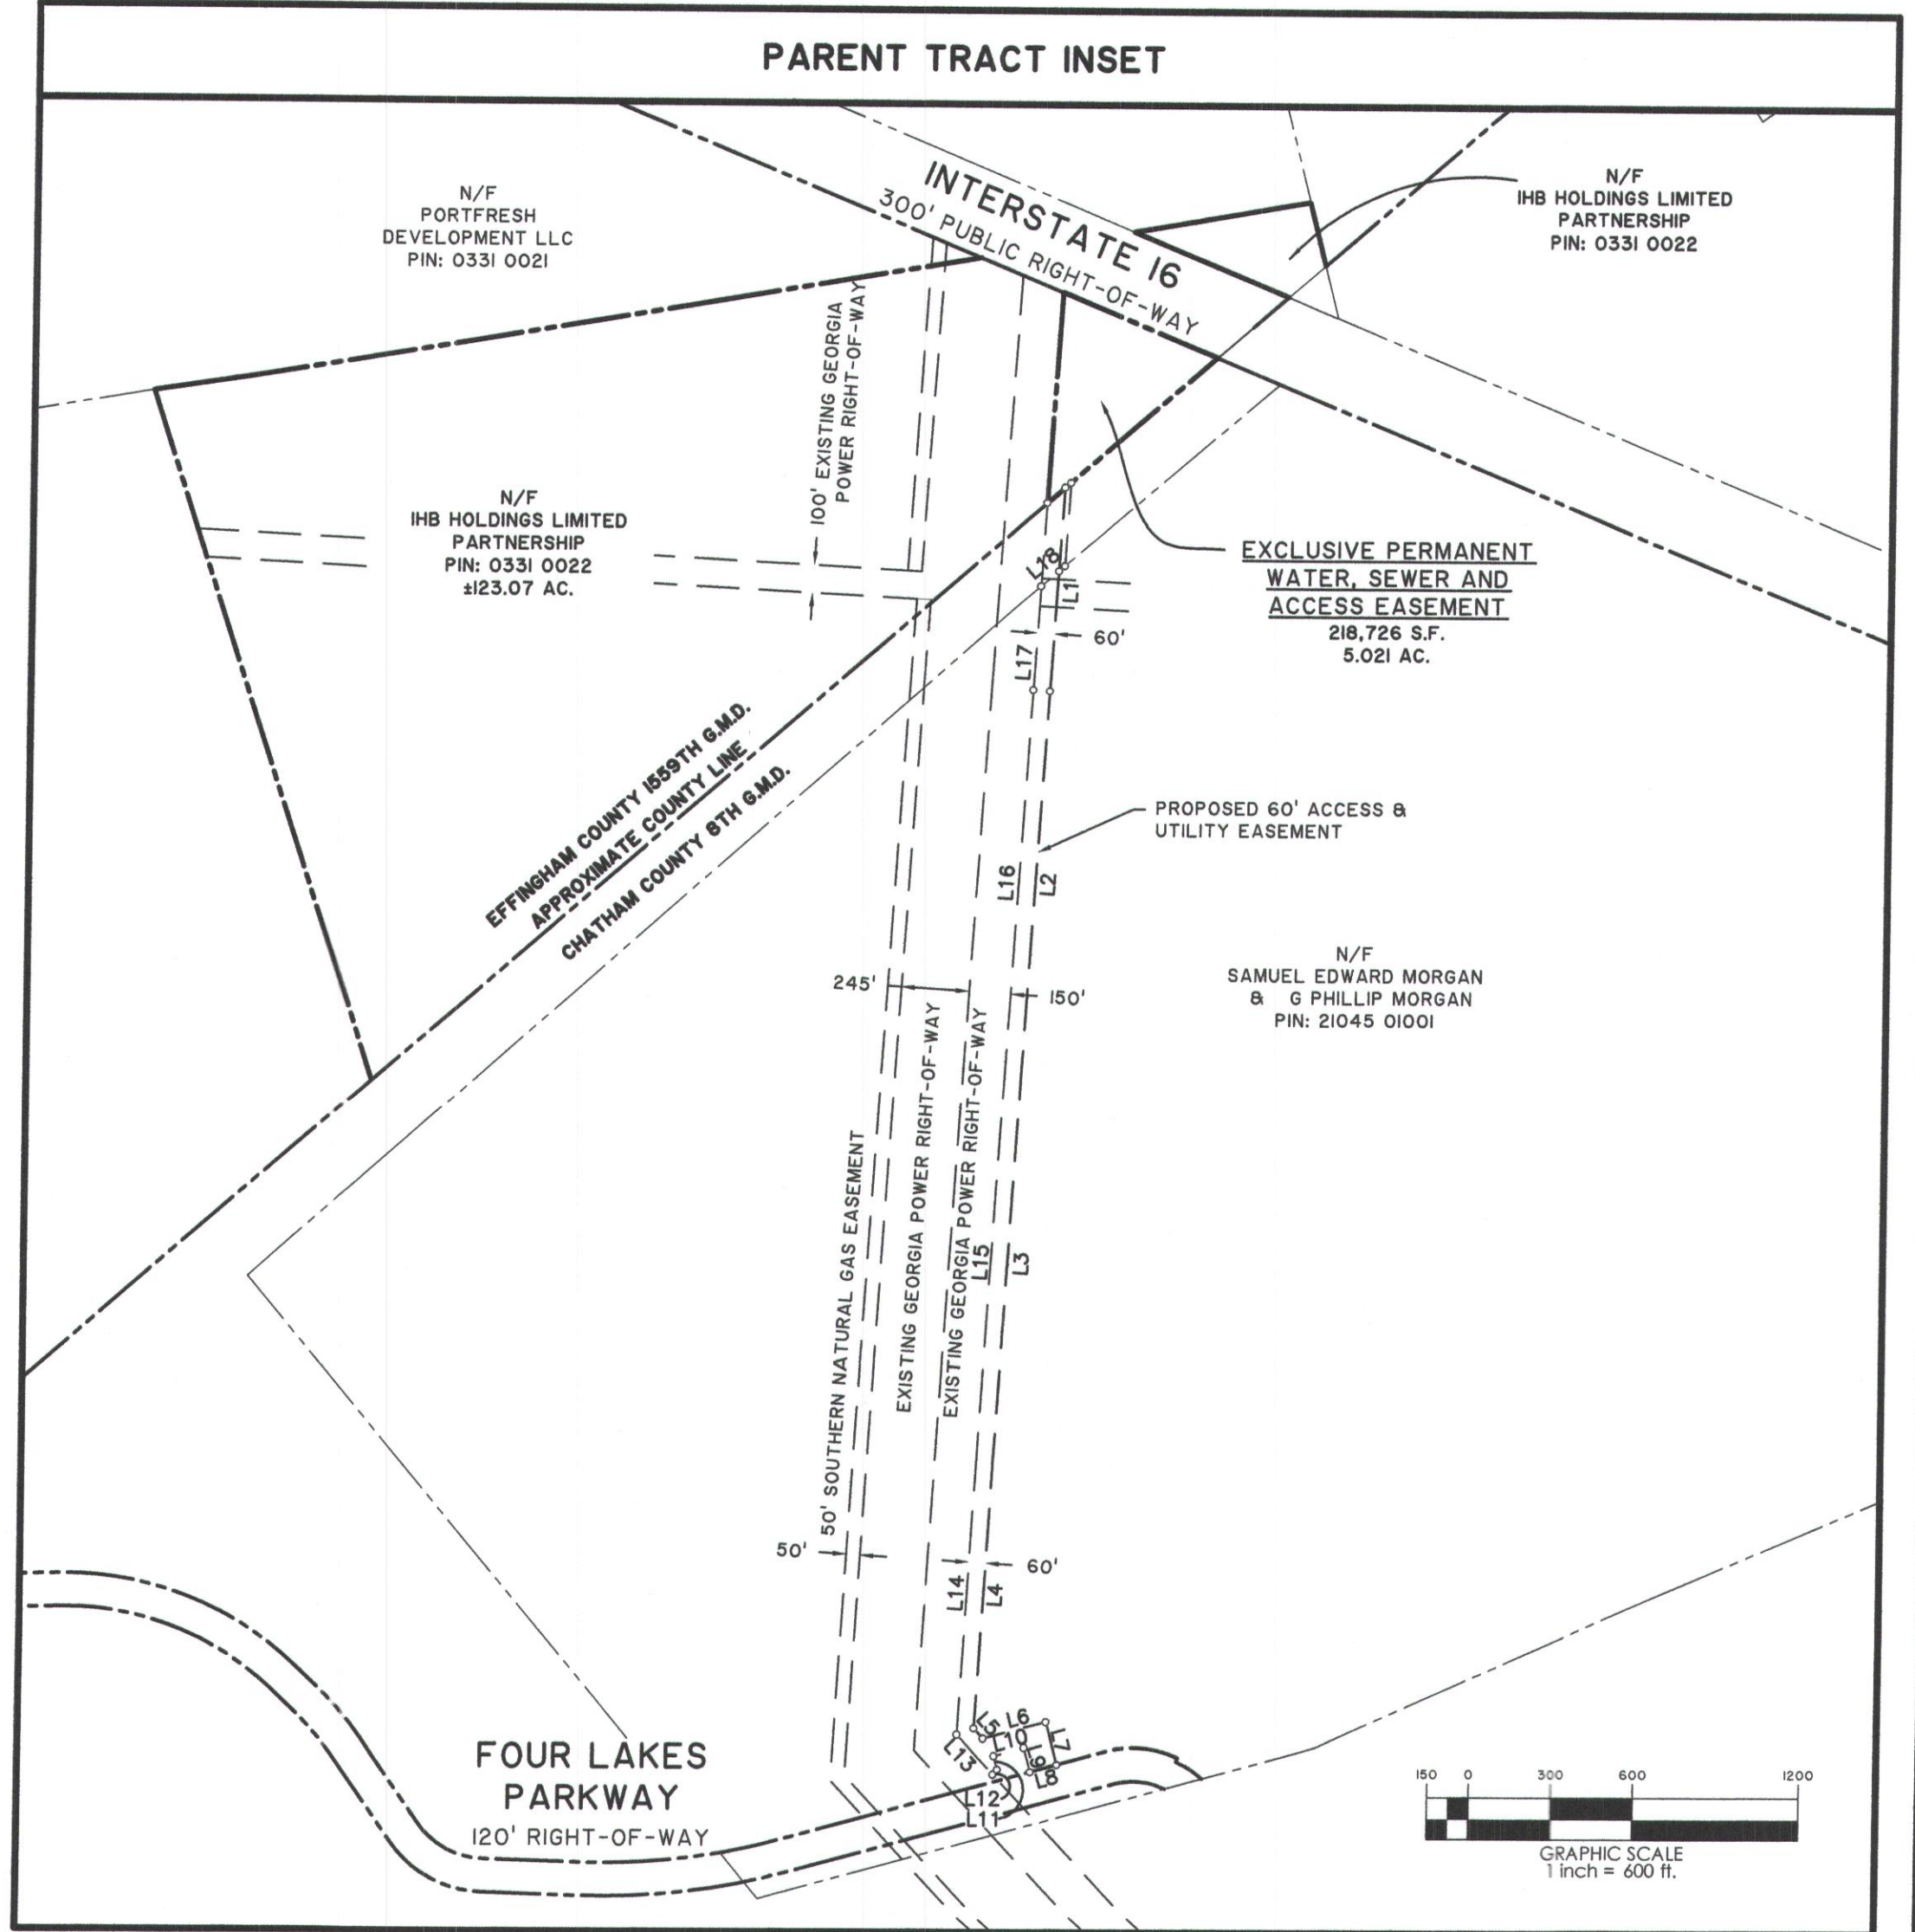 PARENT TRACT INSET
N/F
PORTFRESH
DEVELOPMENT LLC
PIN: 0331 0021
INTERSTATE 16
300' PUBLIC RIGHT-OF-WAY
N/F
IHB HOLDINGS LIMITED
PARTNERSHIP
PIN: 0331 0022
100' EXISTING GEORGIA
POWER RIGHT-OF-WAY
N/F
IHB HOLDINGS LIMITED
PARTNERSHIP
PIN: 0331 0022
±123.07 AC.
EXCLUSIVE PERMANENT
WATER, SEWER AND
ACCESS EASEMENT
218,726 S.F.
5.021 AC.
L18
L1
60'
L17
EFFINGHAM COUNTY 1559TH G.M.D.
APPROXIMATE COUNTY LINE
CHATHAM COUNTY 8TH G.M.D.
PROPOSED 60' ACCESS &
UTILITY EASEMENT
L16
L2
N/F
SAMUEL EDWARD MORGAN
& G PHILLIP MORGAN
PIN: 21045 01001
245'
150'
50' SOUTHERN NATURAL GAS EASEMENT
EXISTING GEORGIA POWER RIGHT-OF-WAY
EXISTING GEORGIA POWER RIGHT-OF-WAY
L15
L3
50'
60'
L14
L4
L5
L6
L10
L7
L13
L9
L8
L12
L11
FOUR LAKES
PARKWAY
120' RIGHT-OF-WAY
150 0 300 600 1200
GRAPHIC SCALE
1 inch = 600 ft.